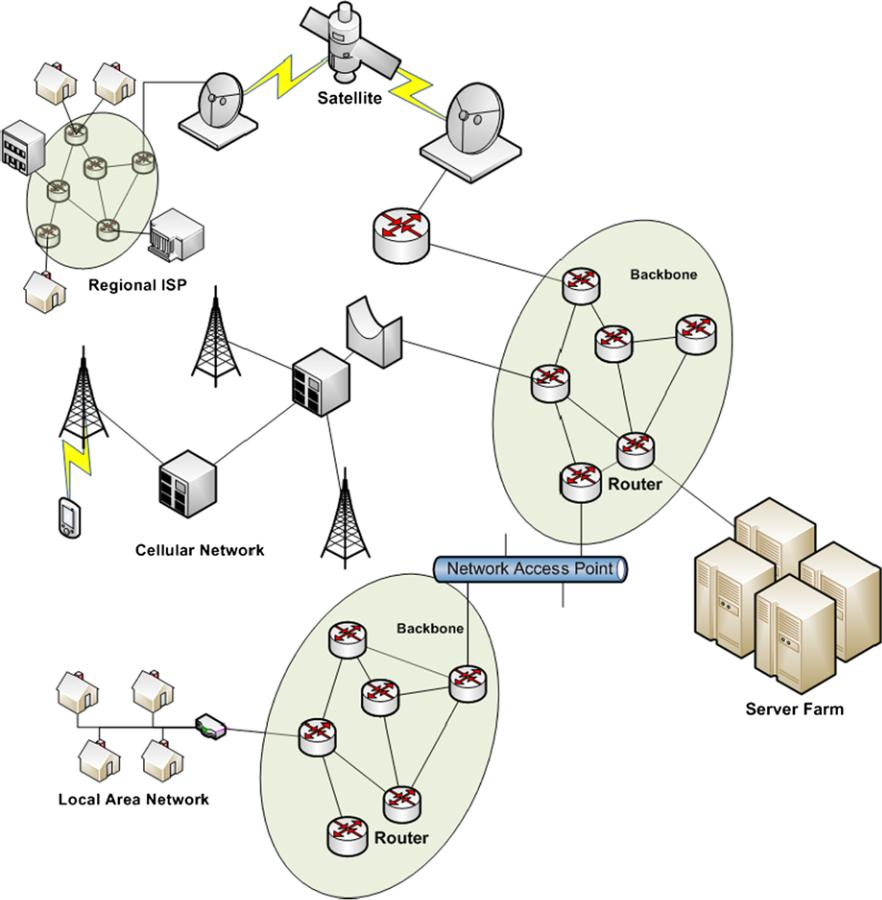 Satellite
Regional ISP
Backbone
Router
Cellular Network
Network Access Point
Backbone
Server Farm
Local Area Network
Router